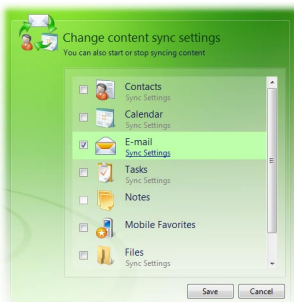 Change content sync settings
You can also start or stop syncing content
Contacts
Sync Settings
Calendar
Sync Settings
E-mail
Sync Settings
Tasks
Sync Settings
Notes
Mobile Favorites
Files
Sync Settings
Save Cancel